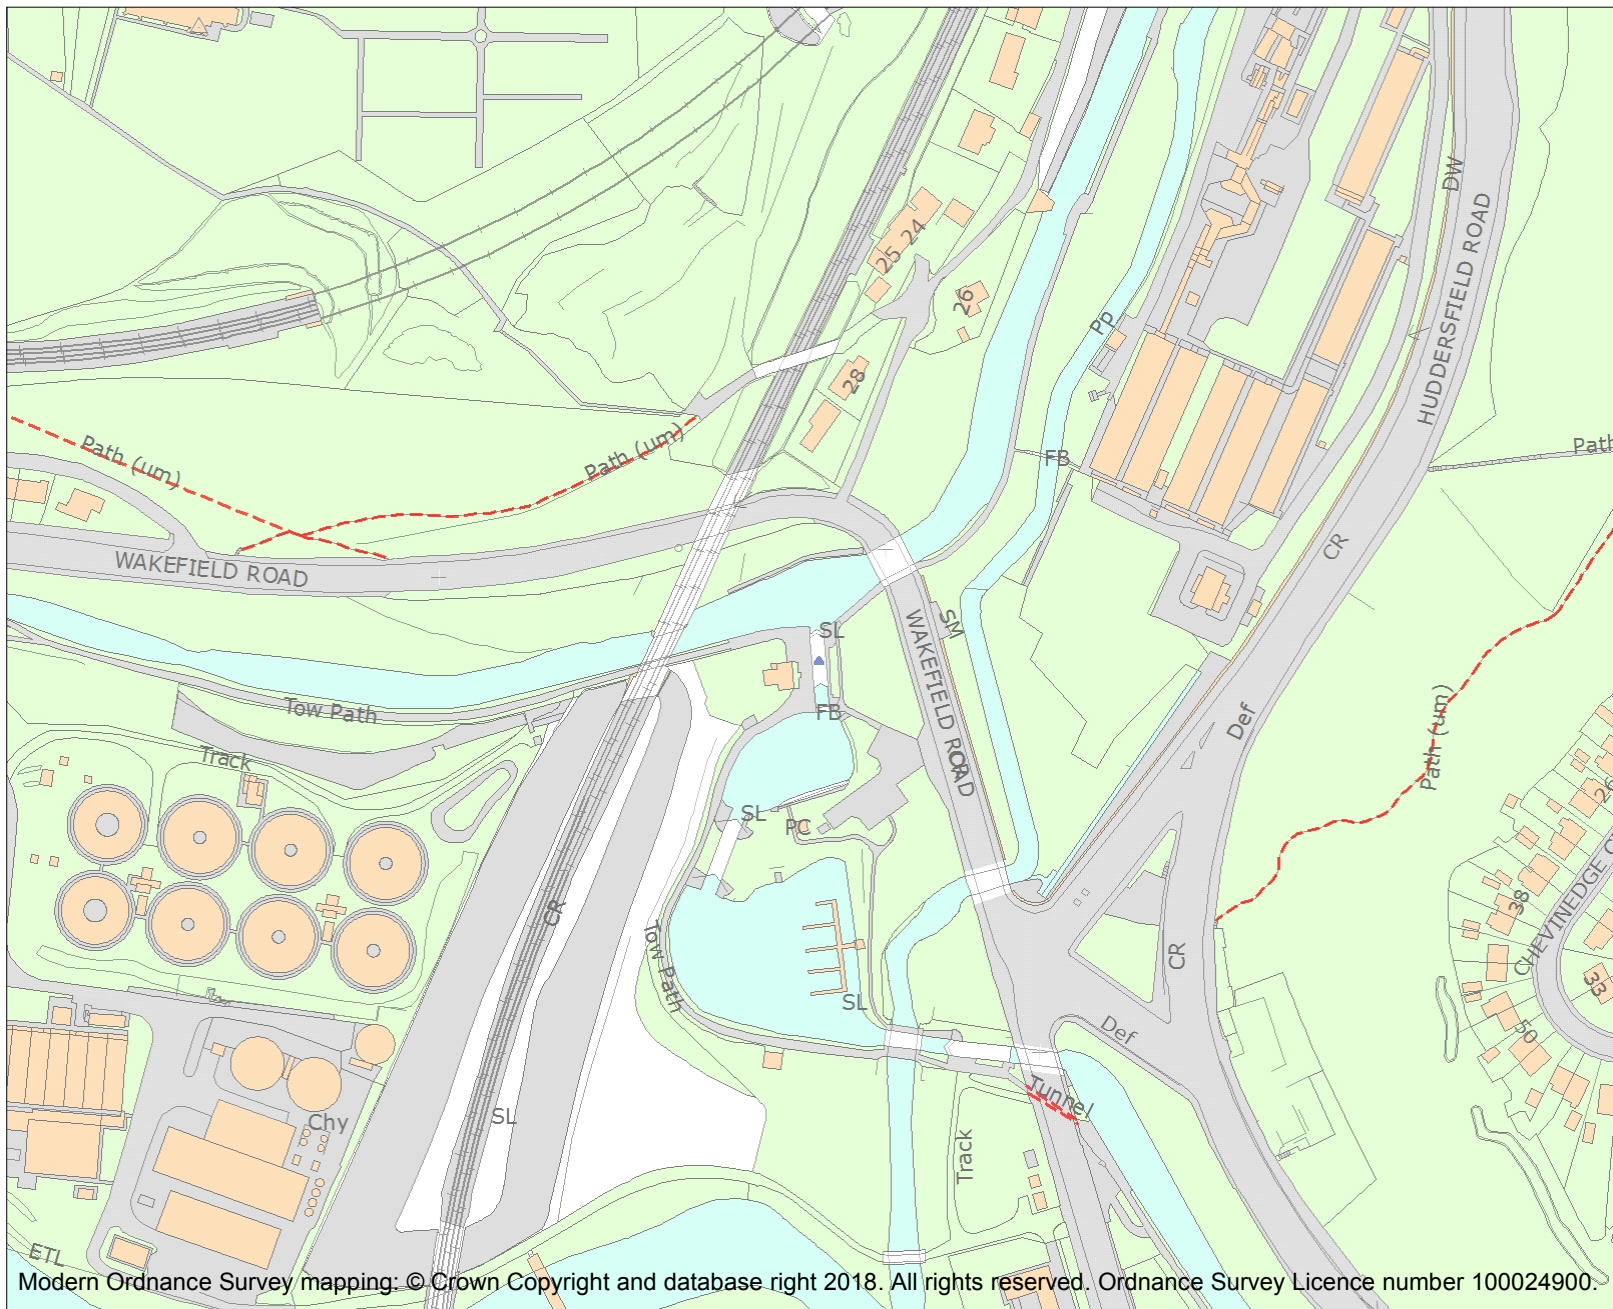 DW
HUDDERSFIELD ROAD
24
25
26
Pp
28
Path (um)
Path (um)
FB
Path
WAKEFIELD ROAD
CR
SL
SM
WAKEFIELD ROAD
Tow Path
FB
Def
Path (um)
Track
CR
26
SL
PC
38
CHEVINEDGE C
CR
Tow Path
CR
33
SL
Def
50
Tunnel
Chy
SL
Track
ETL
Modern Ordnance Survey mapping: © Crown Copyright and database right 2018. All rights reserved. Ordnance Survey Licence number 100024900.